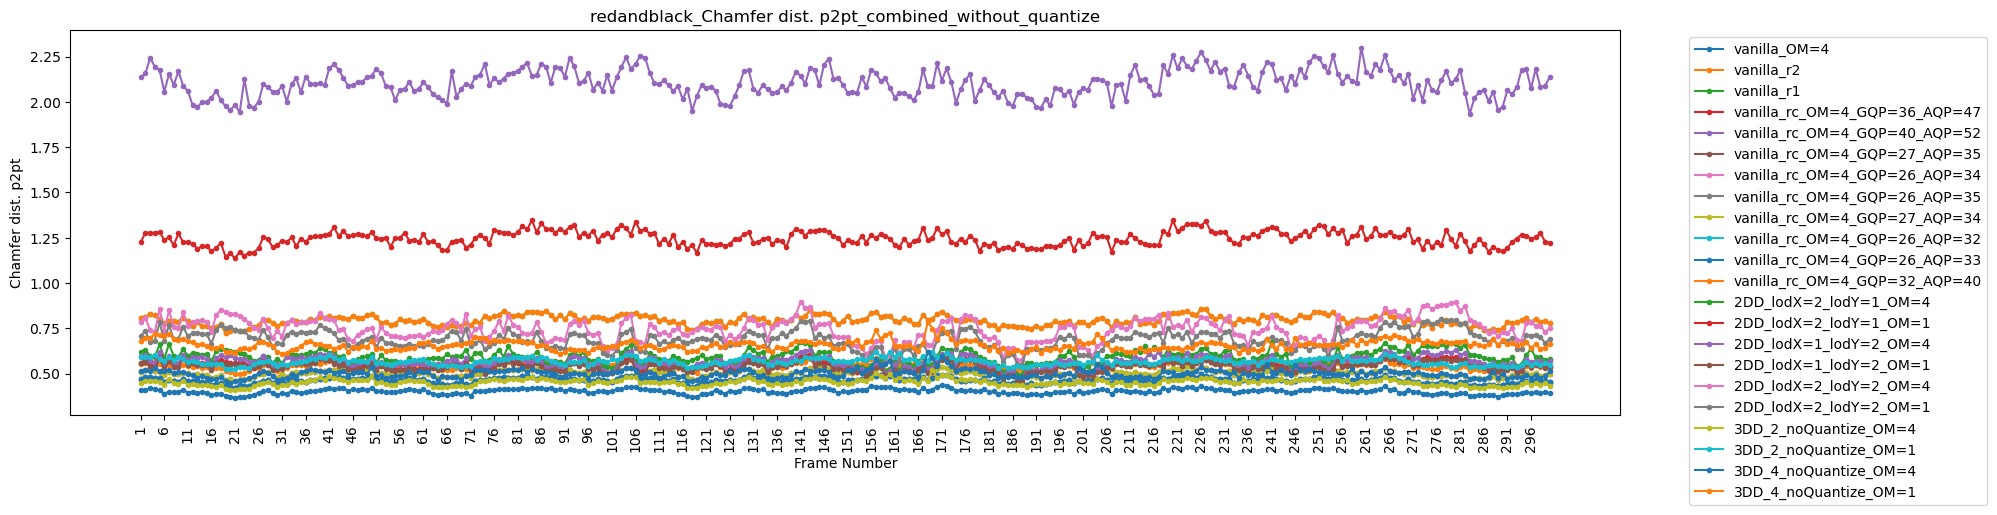 redandblack_Chamfer dist. p2pt_combined_without_quantize
Chamfer dist. p2pt
2.25
2.00
1.75
1.50
1.25
1.00
0.75
0.50
1 6 11 16 21 26 31 36 41 46 51 56 61 66 71 76 81 86 91 96 101 106 111 116 121 126 131 136 141 146 151 156 161 166 171 176 181 186 191 196 201 206 211 216 221 226 231 236 241 246 251 256 261 266 271 276 281 286 291 296
Frame Number
vanilla_OM=4
vanilla_r2
vanilla_r1
vanilla_rc_OM=4_GQP=36_AQP=47
vanilla_rc_OM=4_GQP=40_AQP=52
vanilla_rc_OM=4_GQP=27_AQP=35
vanilla_rc_OM=4_GQP=26_AQP=34
vanilla_rc_OM=4_GQP=26_AQP=35
vanilla_rc_OM=4_GQP=27_AQP=34
vanilla_rc_OM=4_GQP=26_AQP=32
vanilla_rc_OM=4_GQP=26_AQP=33
vanilla_rc_OM=4_GQP=32_AQP=40
2DD_lodX=2_lodY=1_OM=4
2DD_lodX=2_lodY=1_OM=1
2DD_lodX=1_lodY=2_OM=4
2DD_lodX=1_lodY=2_OM=1
2DD_lodX=2_lodY=2_OM=4
2DD_lodX=2_lodY=2_OM=1
3DD_2_noQuantize_OM=4
3DD_2_noQuantize_OM=1
3DD_4_noQuantize_OM=4
3DD_4_noQuantize_OM=1